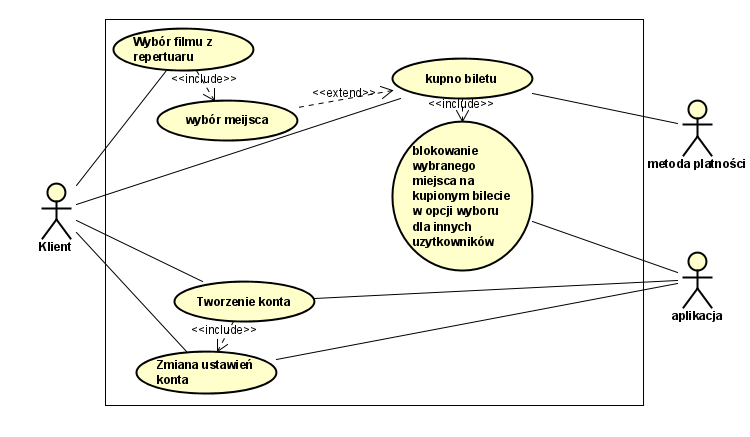 Wybór filmu z
repertuaru
<<include>>
wybór meijsca
<<extend>>
kupno biletu
<<include>>
blokowanie
wybranego
miejsca na
kupionym bilecie
w opcji wyboru
dla innych
uzytkowników
metoda płatności
Klient
aplikacja
Tworzenie konta
<<include>>
Zmiana ustawień
konta